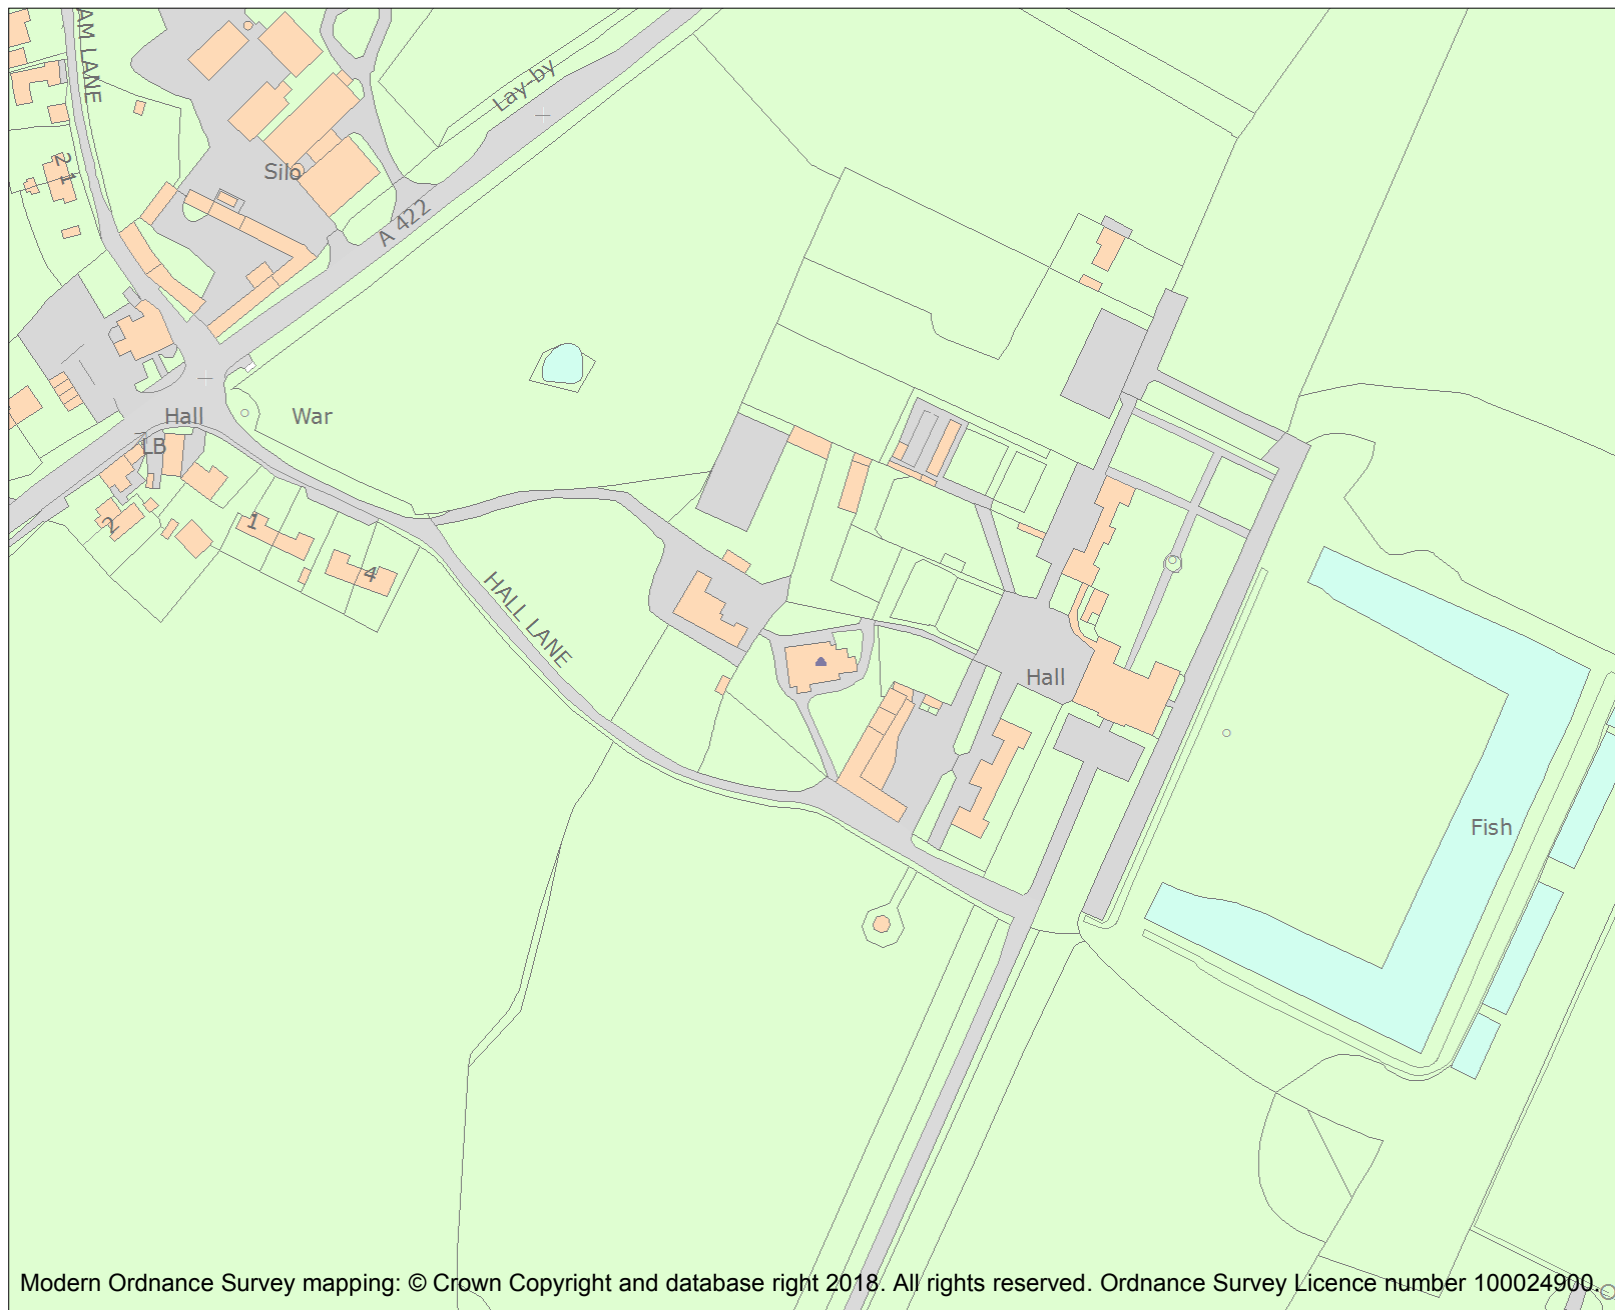 AM LANE
Lay-by
21
Silo
A 422
Hall
War
LB
2
1
4
HALL LANE
Hall
Fish
Modern Ordnance Survey mapping: © Crown Copyright and database right 2018. All rights reserved. Ordnance Survey Licence number 100024900.